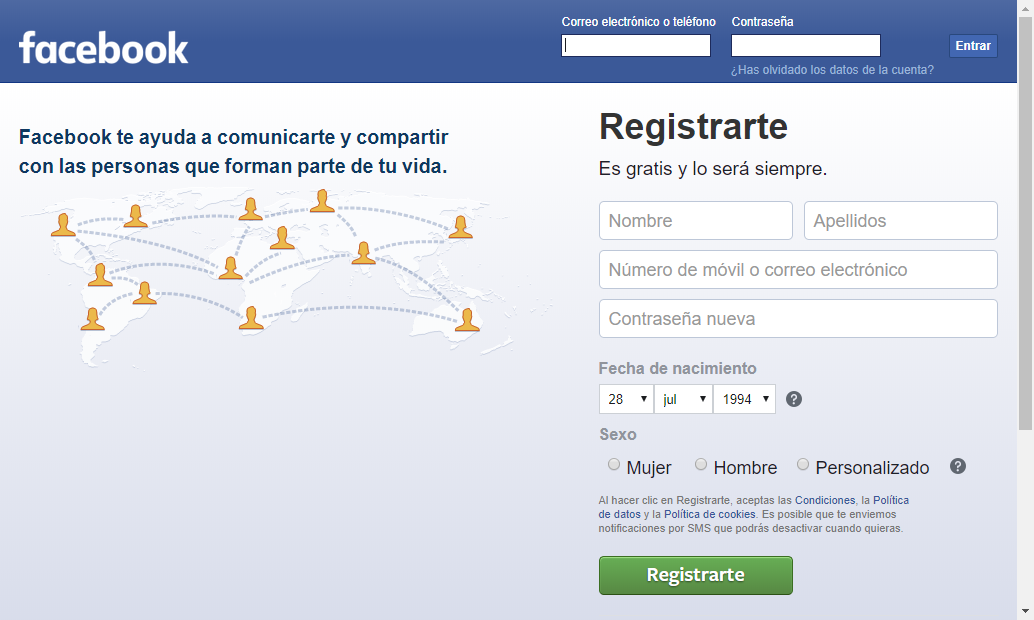 facebook
Correo electrónico o teléfono
Contraseña
Entrar
¿Has olvidado los datos de la cuenta?
Facebook te ayuda a comunicarte y compartir
con las personas que forman parte de tu vida.
Registrarte
Es gratis y lo será siempre.
Nombre
Apellidos
Número de móvil o correo electrónico
Contraseña nueva
Fecha de nacimiento
28 jul 1994 ?
Sexo
Mujer Hombre Personalizado ?
Al hacer clic en Registrarte, aceptas las Condiciones, la Política
de datos y la Política de cookies. Es posible que te enviemos
notificaciones por SMS que podrás desactivar cuando quieras.
Registrarte